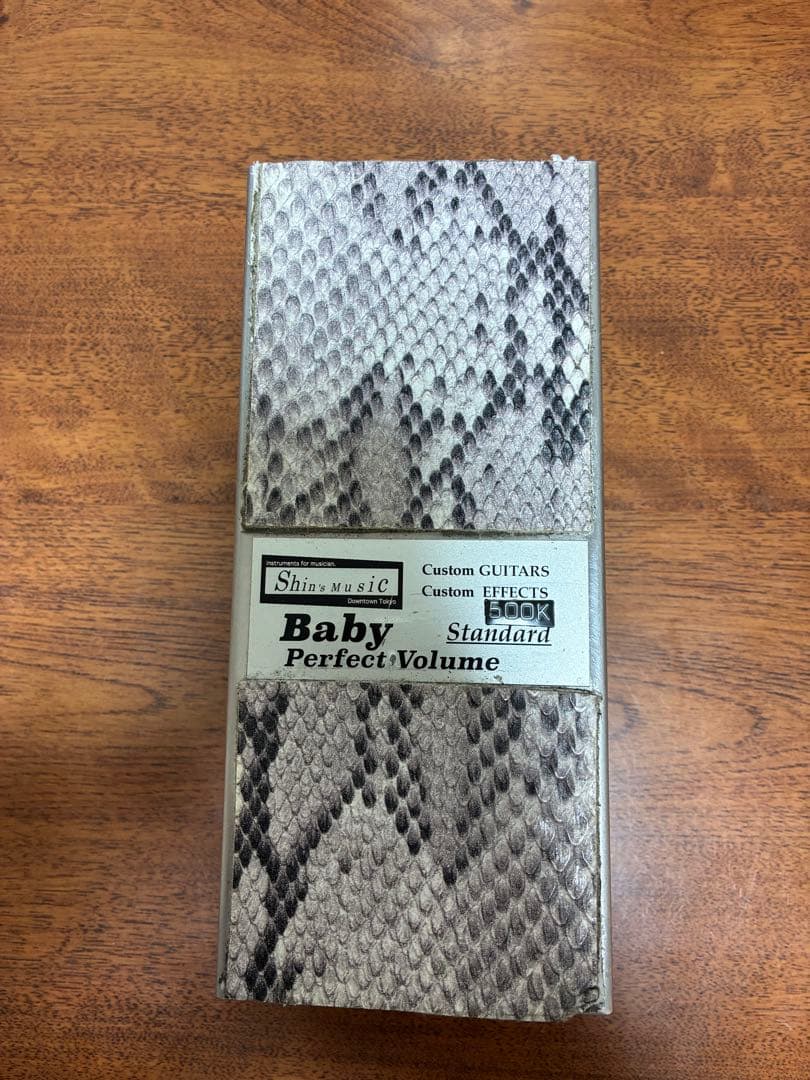 instruments for musician.
Shin's Music
Downtown Tokyo
Custom GUITARS
Custom EFFECTS
500K
Standard
Baby
Perfect Volume